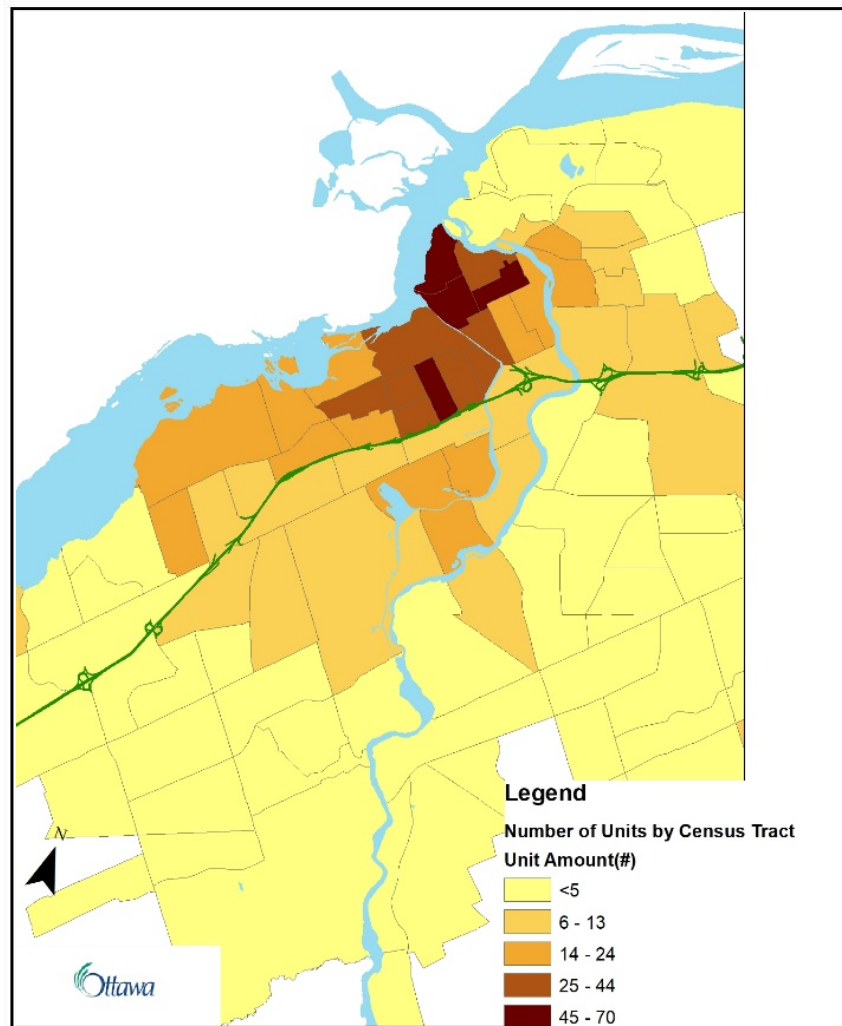 Legend
Number of Units by Census Tract
Unit Amount(#)
<5
6 - 13
14 - 24
25 - 44
45 - 70
N
Ottawa